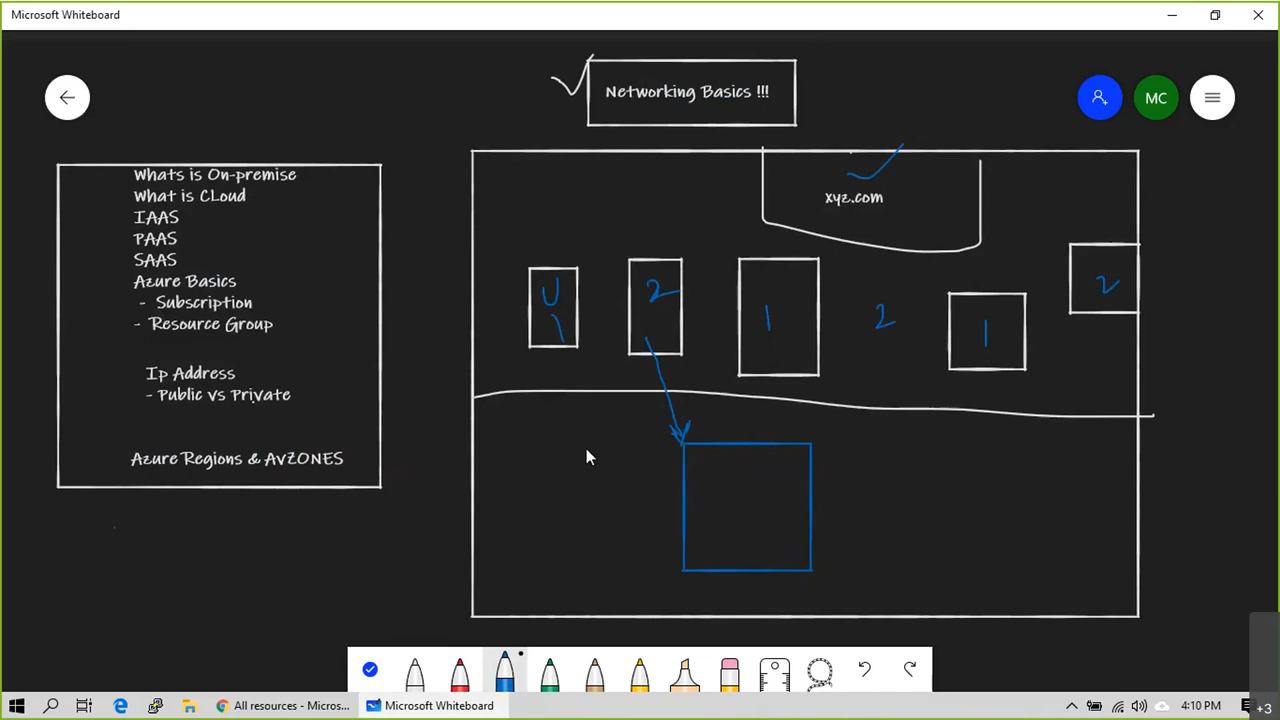 Microsoft Whiteboard
Networking Basics !!!
MC
Whats is On-premise
What is CLoud
IAAS
PAAS
SAAS
Azure Basics
- Subscription
- Resource Group
Ip Address
- Public vs Private
Azure Regions & AVZONES
xyz.com
U
1
2
1
2
1
2
All resources - Micros...
Microsoft Whiteboard
4:10 PM
+3